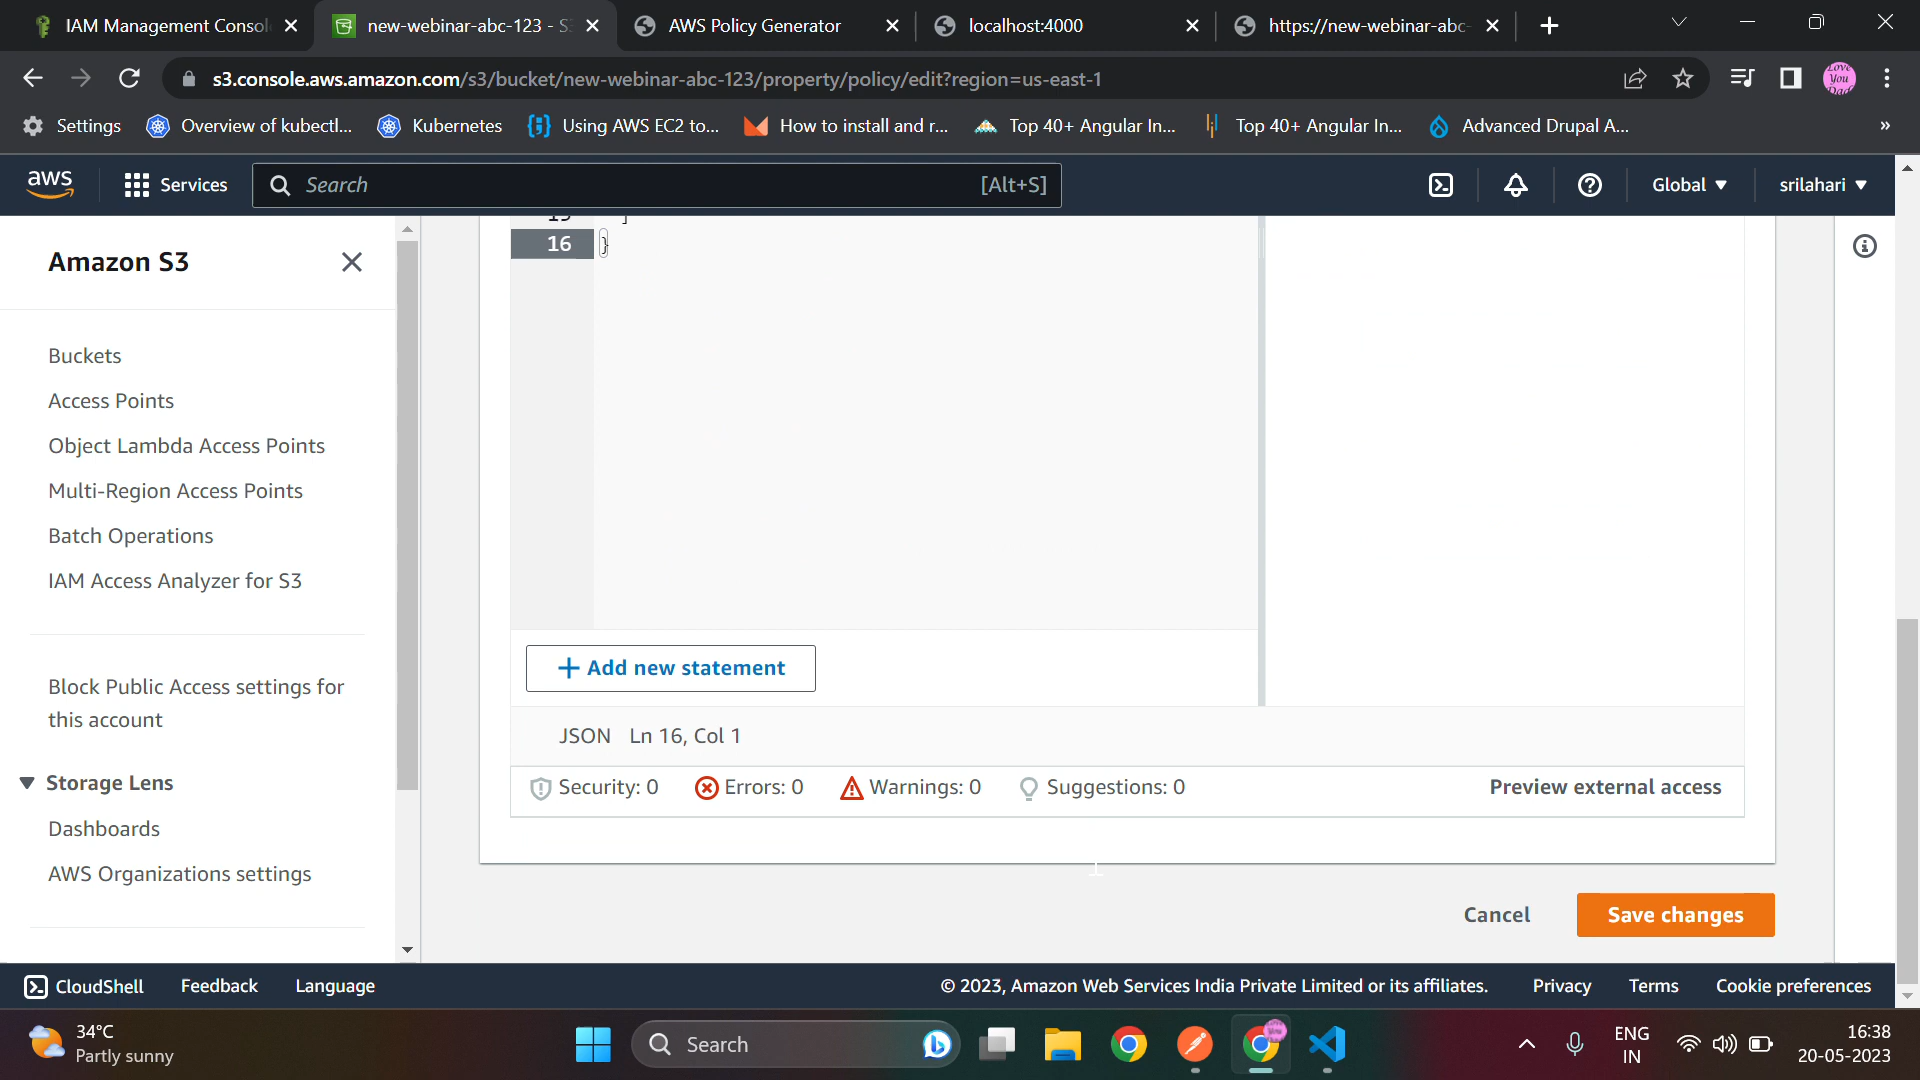 IAM Management Consol
new-webinar-abc-123 - S
AWS Policy Generator
localhost:4000
https://new-webinar-abc-
s3.console.aws.amazon.com/s3/bucket/new-webinar-abc-123/property/policy/edit?region=us-east-1
Love You Dad
Settings
Overview of kubectl...
Kubernetes
Using AWS EC2 to...
How to install and r...
Top 40+ Angular In...
Top 40+ Angular In...
Advanced Drupal A...
»
aws
Services
Search
[Alt+S]
Global
srilahari
Amazon S3
Buckets
Access Points
Object Lambda Access Points
Multi-Region Access Points
Batch Operations
IAM Access Analyzer for S3
Block Public Access settings for
this account
Storage Lens
Dashboards
AWS Organizations settings
15 ]
16 }
+ Add new statement
JSON Ln 16, Col 1
Security: 0
Errors: 0
Warnings: 0
Suggestions: 0
Preview external access
Cancel
Save changes
CloudShell
Feedback
Language
© 2023, Amazon Web Services India Private Limited or its affiliates.
Privacy
Terms
Cookie preferences
34°C
Partly sunny
Search
ENG
IN
16:38
20-05-2023